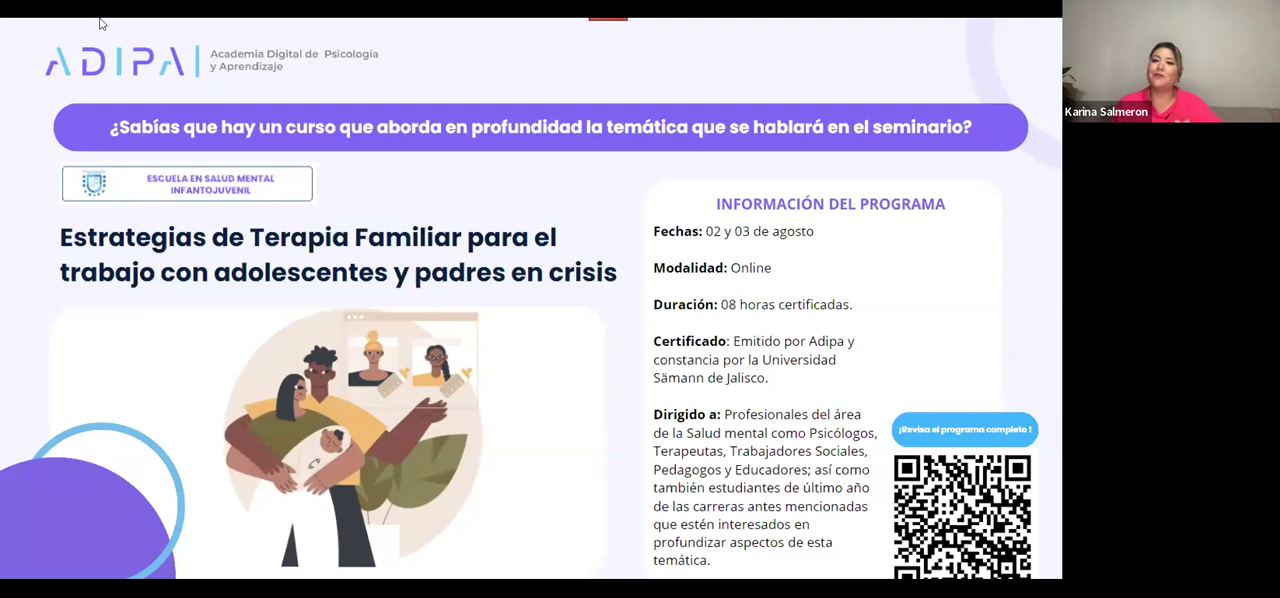 ADIPA
Academia Digital de Psicología
y Aprendizaje
¿Sabías que hay un curso que aborda en profundidad la temática que se hablará en el seminario?
Karina Salmeron
ESCUELA EN SALUD MENTAL
INFANTOJUVENIL
Estrategias de Terapia Familiar para el
trabajo con adolescentes y padres en crisis
INFORMACIÓN DEL PROGRAMA
Fechas: 02 y 03 de agosto
Modalidad: Online
Duración: 08 horas certificadas.
Certificado: Emitido por Adipa y
constancia por la Universidad
Sämann de Jalisco.
Dirigido a: Profesionales del área
de la Salud mental como Psicólogos,
Terapeutas, Trabajadores Sociales,
Pedagogos y Educadores; así como
también estudiantes de último año
de las carreras antes mencionadas
que estén interesados en
profundizar aspectos de esta
temática.
¡Revisa el programa completo !